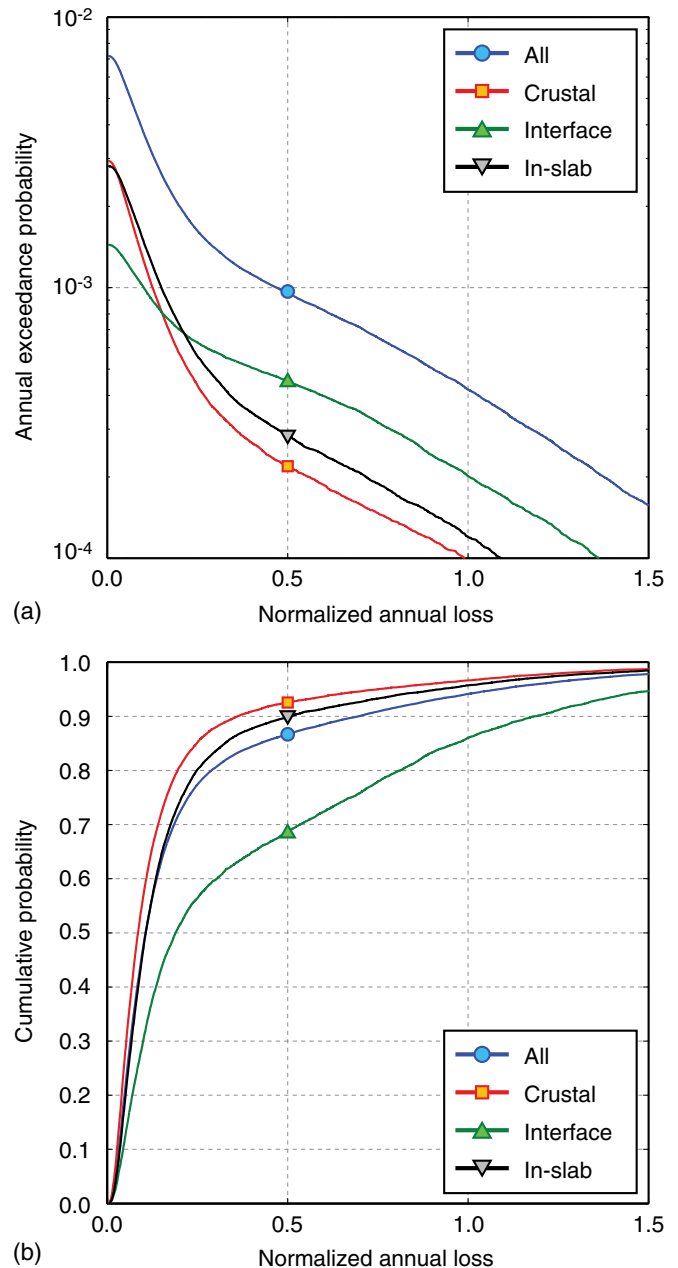 10-2
10-3
10-4
Annual exceedance probability
All
Crustal
Interface
In-slab
0.0 0.5 1.0 1.5
Normalized annual loss
(a)
1.0
0.9
0.8
0.7
0.6
0.5
0.4
0.3
0.2
0.1
0.0
Cumulative probability
All
Crustal
Interface
In-slab
0.0 0.5 1.0 1.5
Normalized annual loss
(b)